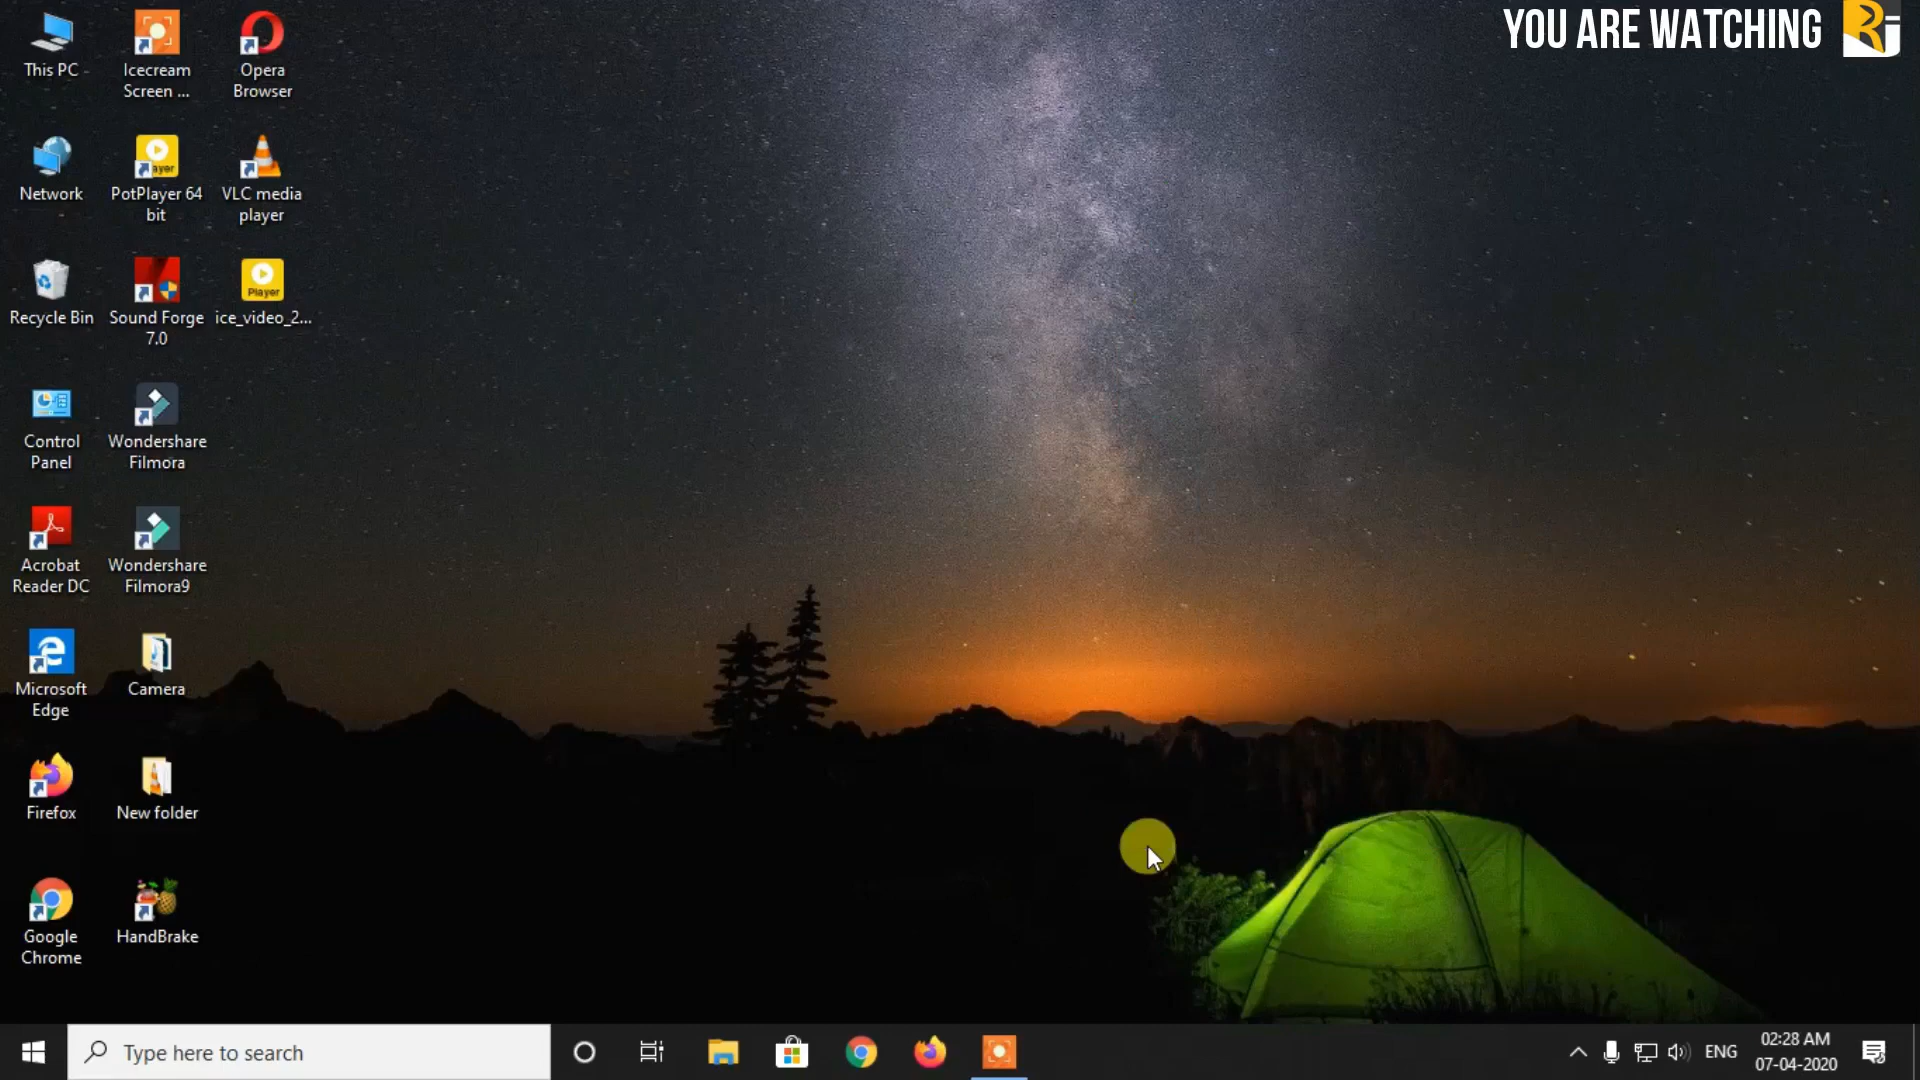 YOU ARE WATCHING
This PC
Icecream
Screen ...
Opera
Browser
Network
PotPlayer 64
bit
VLC media
player
Recycle Bin
Sound Forge
7.0
Player
ice_video_2...
Control
Panel
Wondershare
Filmora
Acrobat
Reader DC
Wondershare
Filmora9
Microsoft
Edge
Camera
Firefox
New folder
Google
Chrome
HandBrake
Type here to search
ENG
02:28 AM
07-04-2020